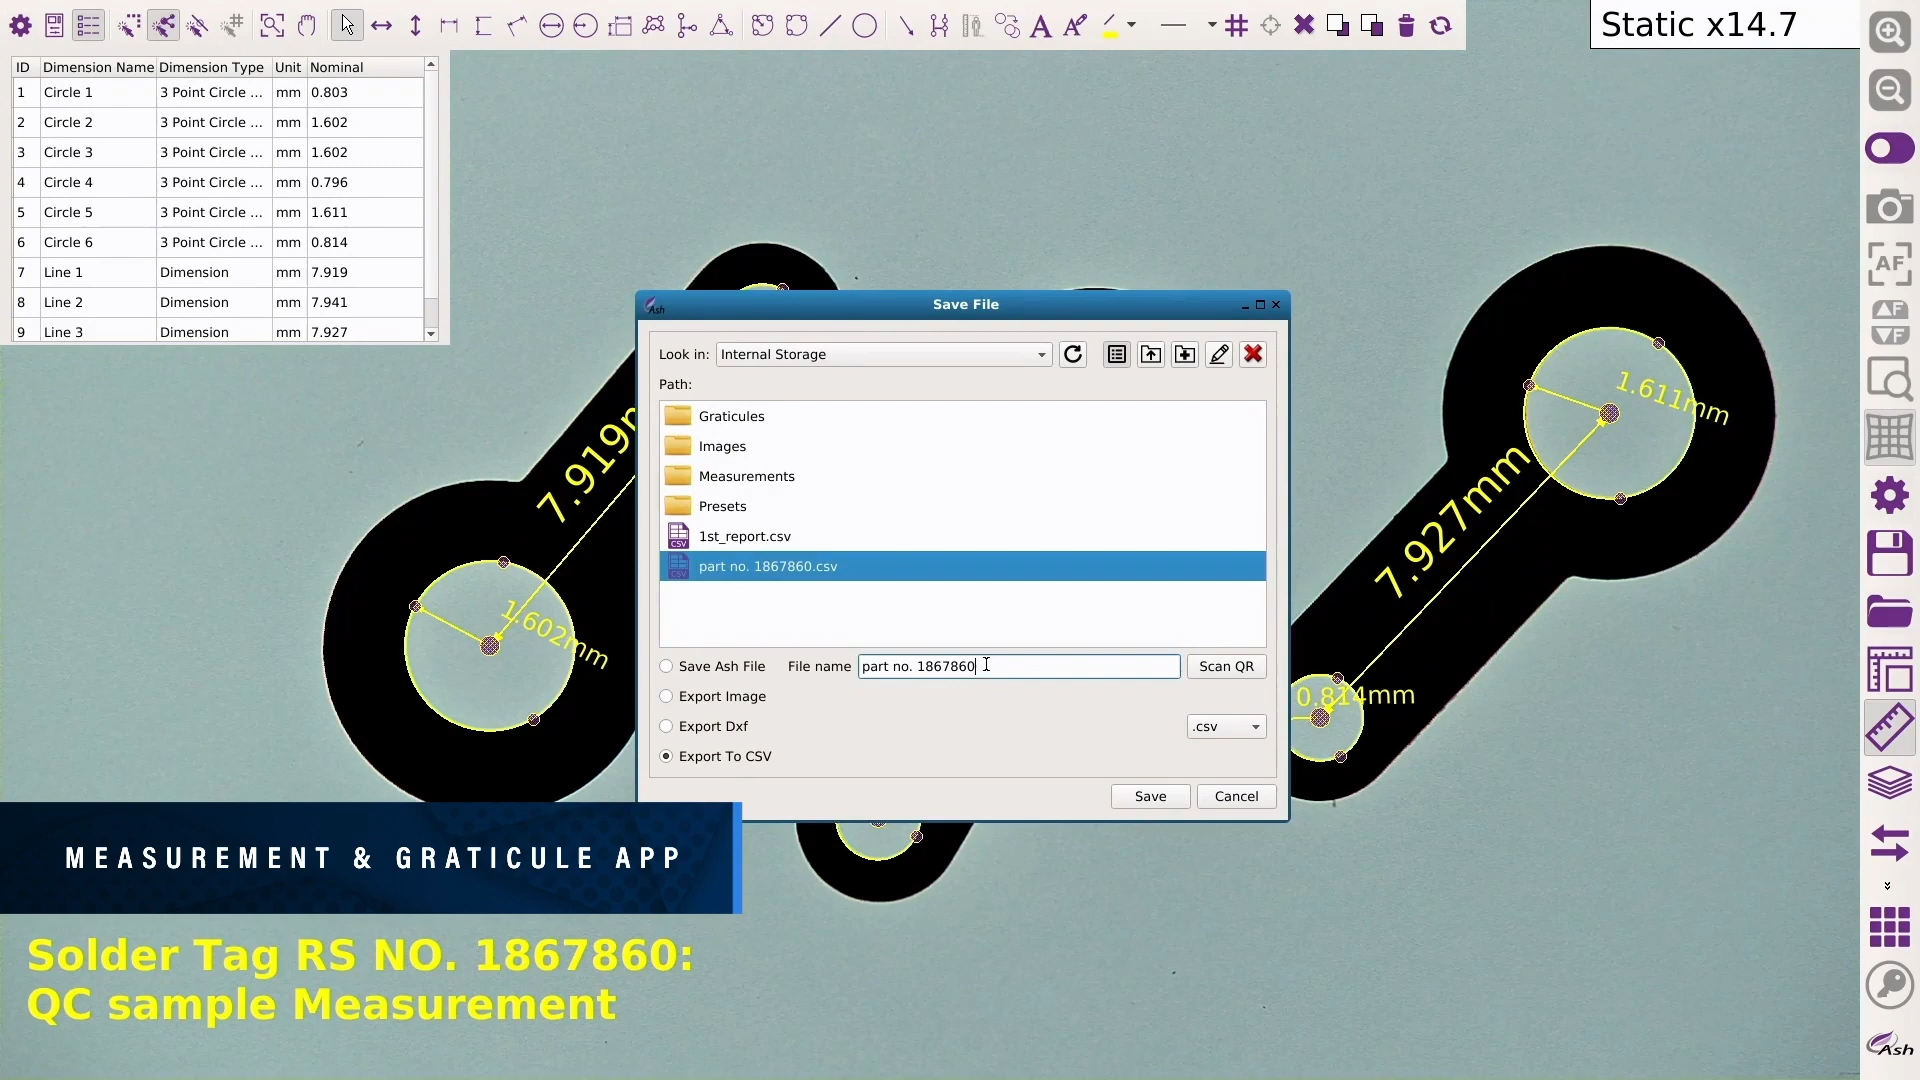 Static x14.7
ID Dimension Name Dimension Type Unit Nominal
1 Circle 1 3 Point Circle ... mm 0.803
2 Circle 2 3 Point Circle ... mm 1.602
3 Circle 3 3 Point Circle ... mm 1.602
4 Circle 4 3 Point Circle ... mm 0.796
5 Circle 5 3 Point Circle ... mm 1.611
6 Circle 6 3 Point Circle ... mm 0.814
7 Line 1 Dimension mm 7.919
8 Line 2 Dimension mm 7.941
9 Line 3 Dimension mm 7.927
AF
AF
AF
Ash
Save File
Look in: Internal Storage
Path:
Graticules
Images
Measurements
Presets
1st_report.csv
part no. 1867860.csv
Save Ash File File name part no. 1867860 Scan QR
Export Image
Export Dxf .csv
Export To CSV
Save Cancel
1.611mm
7.919
7.927mm
1.602mm
0.814mm
MEASUREMENT & GRATICULE APP
Solder Tag RS NO. 1867860:
QC sample Measurement
Ash